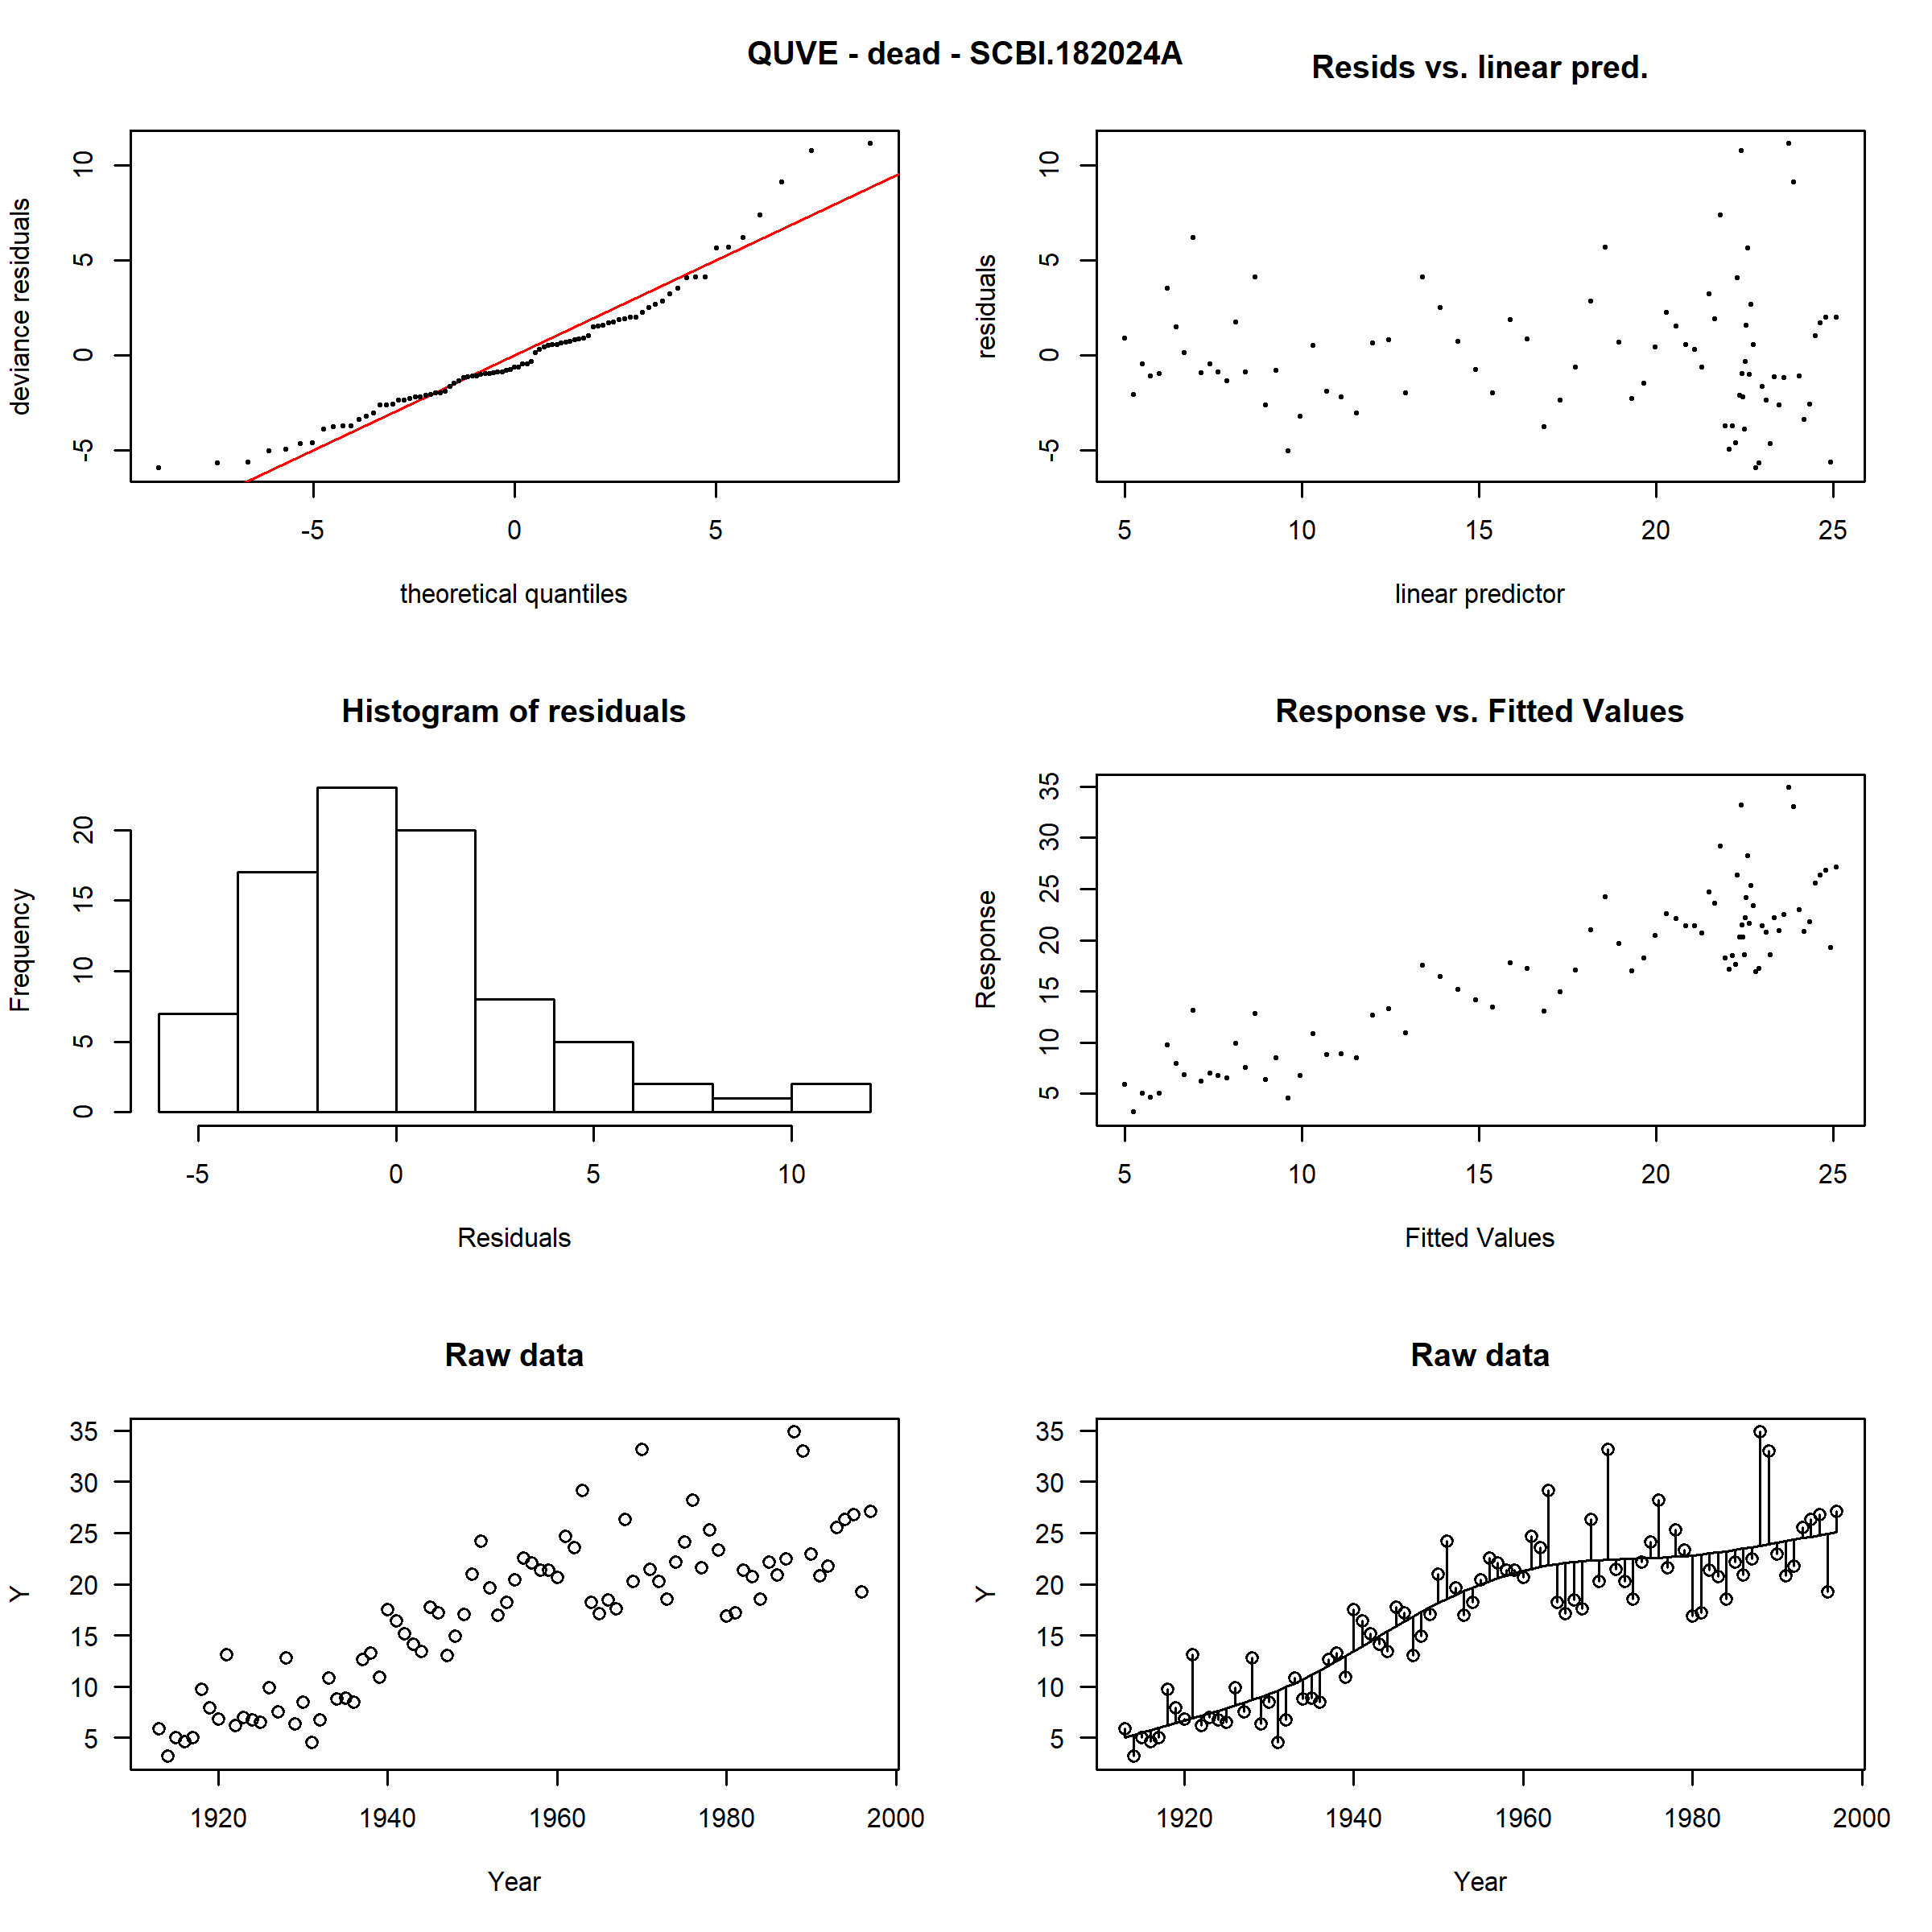 QUVE - dead - SCBI.182024A
Resids vs. linear pred.
deviance residuals
-5 0 5 10
-5 0 5
theoretical quantiles
residuals
-5 0 5 10
5 10 15 20 25
linear predictor
Histogram of residuals
Frequency
0 5 10 15 20
-5 0 5 10
Residuals
Response vs. Fitted Values
Response
5 10 15 20 25 30 35
5 10 15 20 25
Fitted Values
Raw data
Y
35
30
25
20
15
10
5
1920 1940 1960 1980 2000
Year
Raw data
Y
35
30
25
20
15
10
5
1920 1940 1960 1980 2000
Year